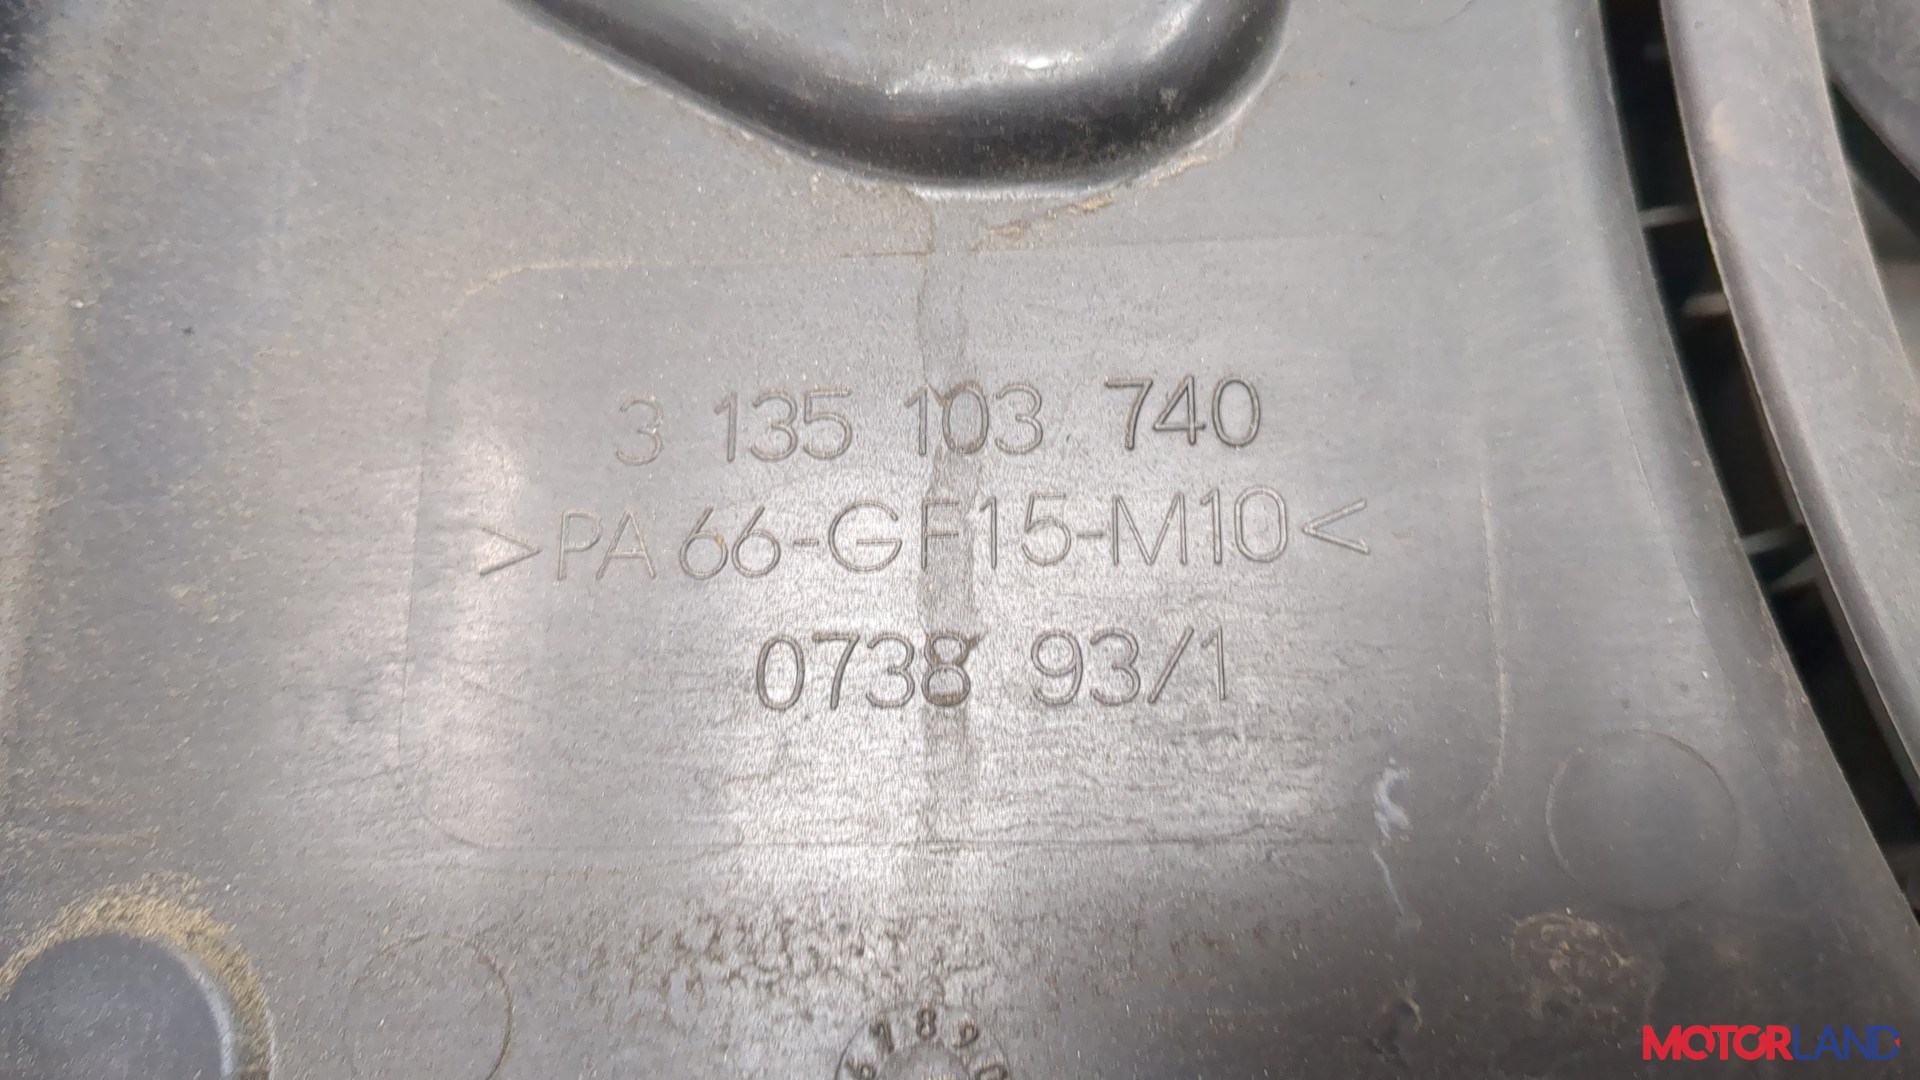 3 135 103 740
>PA 66-GF15-M10<
0738 93/1
MOTORLAND